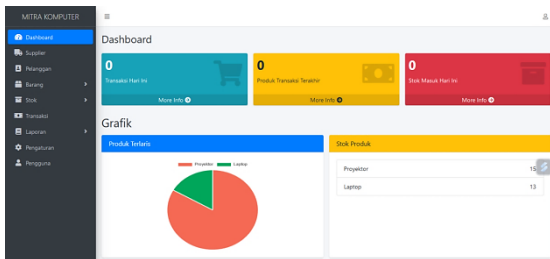 MITRA KOMPUTER
Dashboard
Supplier
Pelanggan
Barang
Stok
Transaksi
Laporan
Pengaturan
Pengguna
Dashboard
0
Transaksi Hari Ini
More Info
0
Produk Transaksi Terakhir
More Info
0
Stok Masuk Hari Ini
More Info
Grafik
Produk Terlaris
Proyektor Laptop
Stok Produk
Proyektor 15
Laptop 13